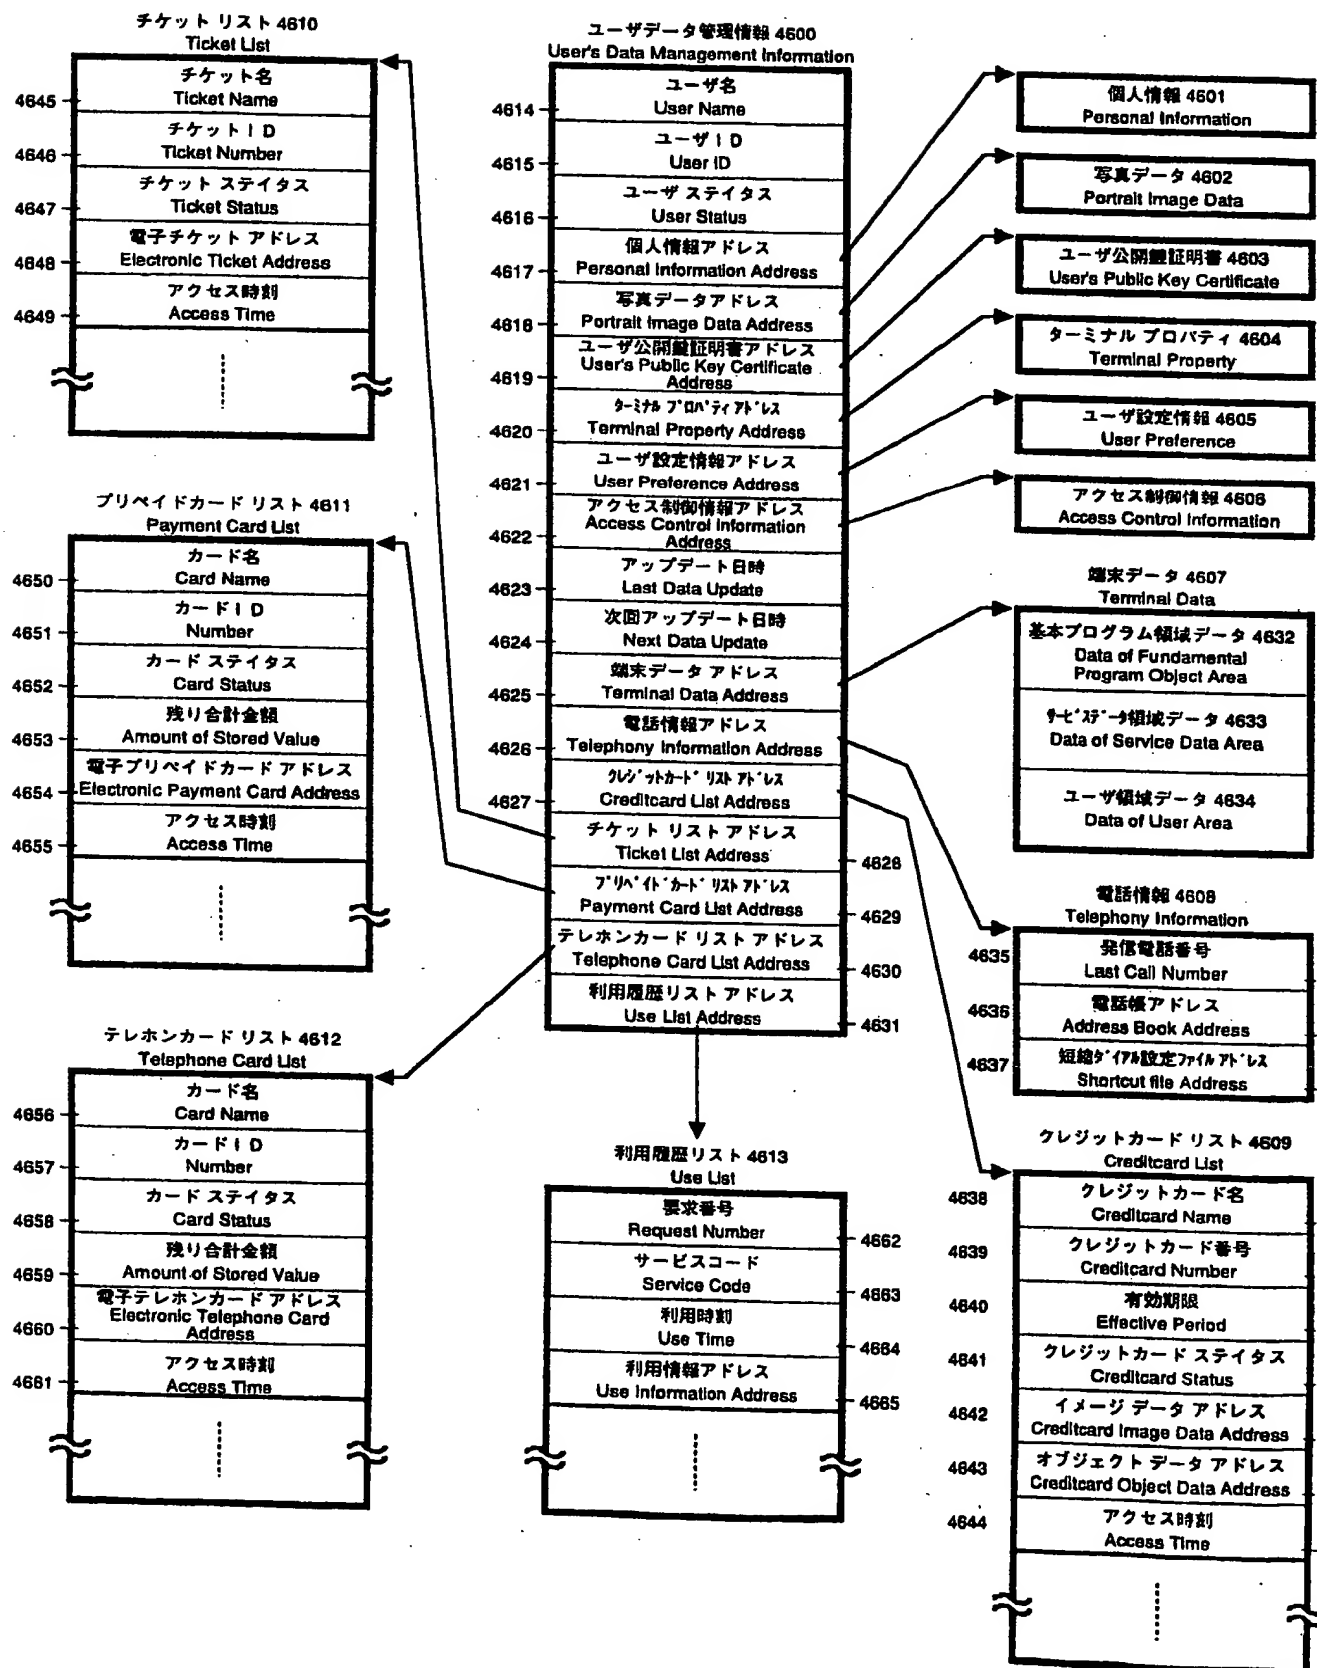 チケット リスト 4610
Ticket List
チケット名
Ticket Name
4645
チケットID
Ticket Number
4646
チケット ステイタス
Ticket Status
4647
電子チケット アドレス
Electronic Ticket Address
4648
アクセス時刻
Access Time
4649
プリペイドカード リスト 4611
Payment Card List
カード名
Card Name
4650
カードID
Number
4651
カード ステイタス
Card Status
4652
残り合計金額
Amount of Stored Value
4653
電子プリペイドカード アドレス
Electronic Payment Card Address
4654
アクセス時刻
Access Time
4655
テレホンカード リスト 4612
Telephone Card List
カード名
Card Name
4656
カードID
Number
4657
カード ステイタス
Card Status
4658
残り合計金額
Amount of Stored Value
4659
電子テレホンカード アドレス
Electronic Telephone Card
Address
4660
アクセス時刻
Access Time
4661
ユーザデータ管理情報 4600
User's Data Management Information
ユーザ名
User Name
4614
ユーザID
User ID
4615
ユーザ ステイタス
User Status
4616
個人情報アドレス
Personal Information Address
4617
写真データアドレス
Portrait Image Data Address
4618
ユーザ公開鍵証明書アドレス
User's Public Key Certificate
Address
4619
ターミナル プロパティ アドレス
Terminal Property Address
4620
ユーザ設定情報アドレス
User Preference Address
4621
アクセス制御情報アドレス
Access Control Information
Address
4622
アップデート日時
Last Data Update
4623
次回アップデート日時
Next Data Update
4624
端末データ アドレス
Terminal Data Address
4625
電話情報アドレス
Telephony Information Address
4626
クレジットカード リスト アドレス
Creditcard List Address
4627
チケット リスト アドレス
Ticket List Address
4628
プリペイドカード リスト アドレス
Payment Card List Address
4629
テレホンカード リスト アドレス
Telephone Card List Address
4630
利用履歴リスト アドレス
Use List Address
4631
利用履歴リスト 4613
Use List
要求番号
Request Number
4662
サービスコード
Service Code
4663
利用時刻
Use Time
4664
利用情報アドレス
Use Information Address
4665
個人情報 4601
Personal Information
写真データ 4602
Portrait Image Data
ユーザ公開鍵証明書 4603
User's Public Key Certificate
ターミナル プロパティ 4604
Terminal Property
ユーザ設定情報 4605
User Preference
アクセス制御情報 4606
Access Control Information
端末データ 4607
Terminal Data
基本プログラム領域データ 4632
Data of Fundamental
Program Object Area
サービスデータ領域データ 4633
Data of Service Data Area
ユーザ領域データ 4634
Data of User Area
電話情報 4608
Telephony Information
4635
発信電話番号
Last Call Number
4636
電話帳アドレス
Address Book Address
4637
短縮ダイアル設定ファイル アドレス
Shortcut file Address
クレジットカード リスト 4609
Creditcard List
4638
クレジットカード名
Creditcard Name
4639
クレジットカード番号
Creditcard Number
4640
有効期限
Effective Period
4641
クレジットカード ステイタス
Creditcard Status
4642
イメージ データ アドレス
Creditcard Image Data Address
4643
オブジェクト データ アドレス
Creditcard Object Data Address
4644
アクセス時刻
Access Time